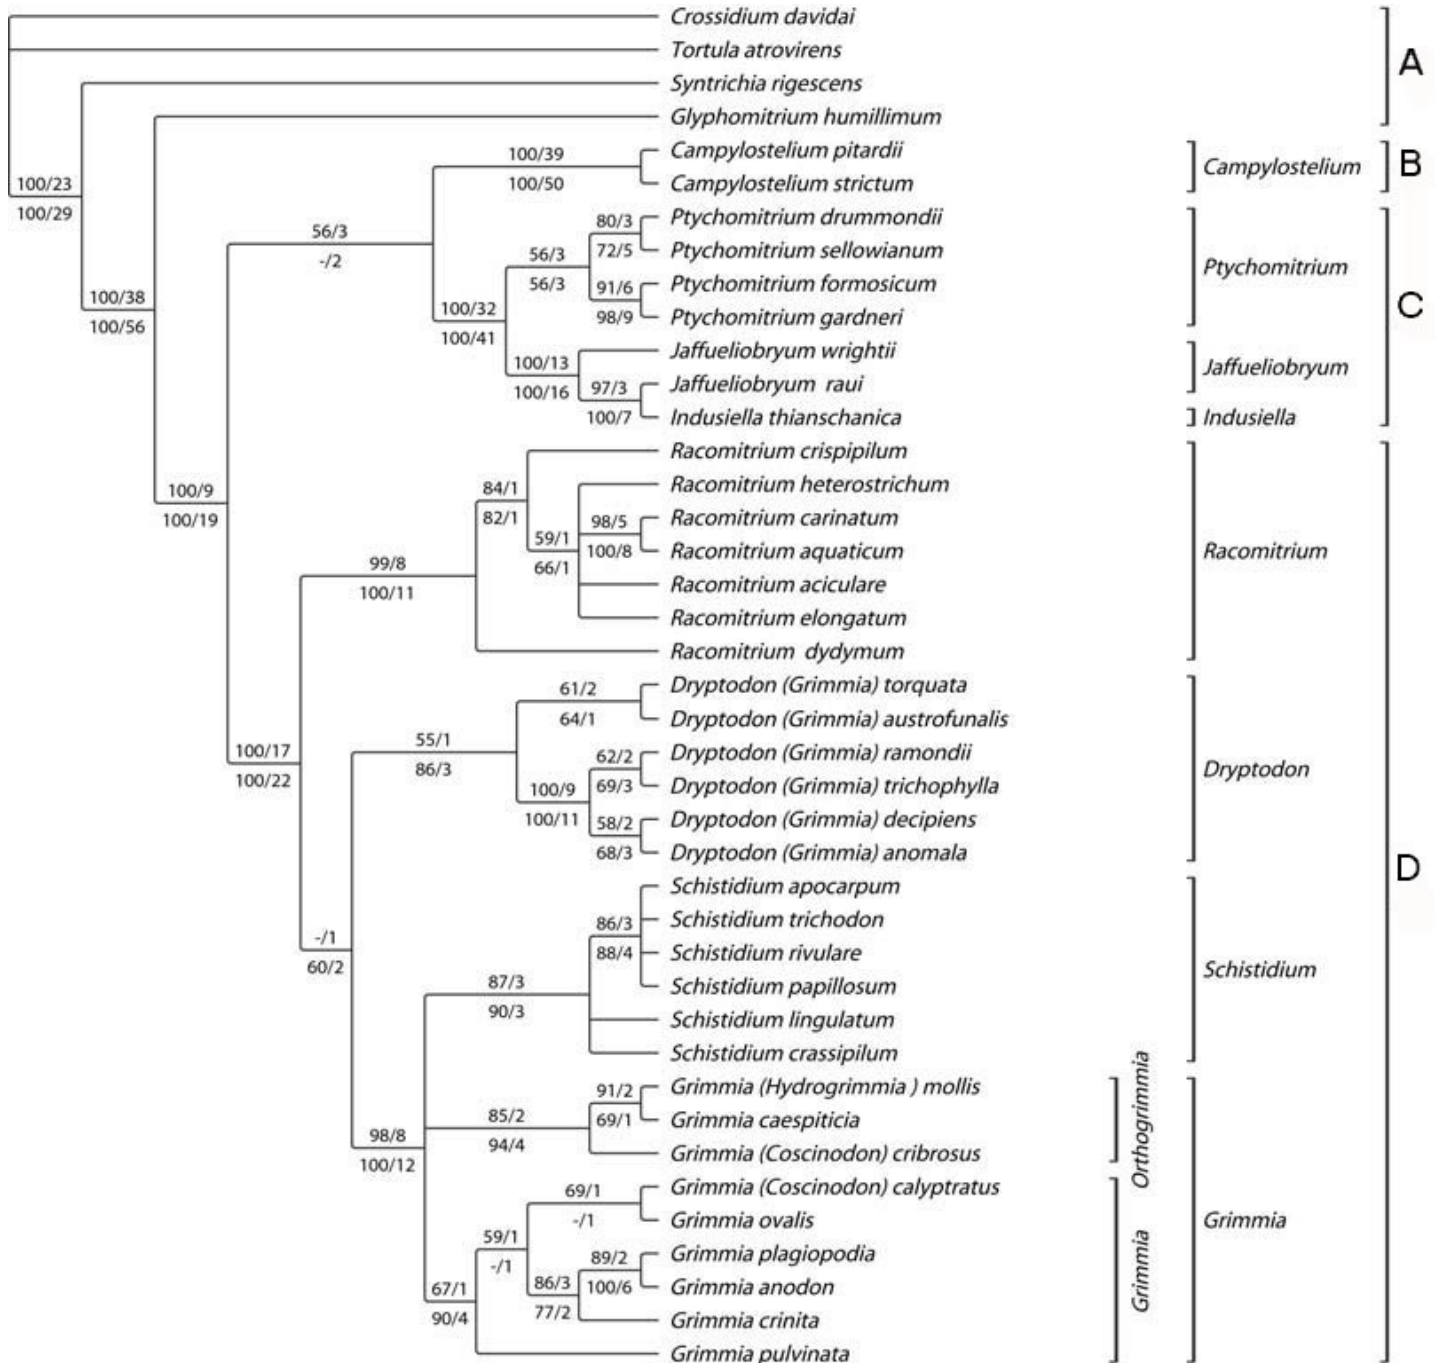 Crossidium davidai
Tortula atrovirens
A
Syntrichia rigescens
Glyphomitrium humillimum
100/39
Campylostelium pitardii
Campylostelium
B
100/23
100/50
Campylostelium strictum
100/29
80/3
Ptychomitrium drummondii
56/3
56/3
72/5
Ptychomitrium sellowianum
-/2
56/3
Ptychomitrium
91/6
Ptychomitrium formosicum
100/38
100/32
98/9
Ptychomitrium gardneri
C
100/56
100/41
Jaffueliobryum wrightii
100/13
Jaffueliobryum
100/16
97/3
Jaffueliobryum raui
100/7
Indusiella thianschanica
Indusiella
Racomitrium crispipilum
100/9
84/1
Racomitrium heterostrichum
100/19
82/1
98/5
Racomitrium carinatum
59/1
100/8
Racomitrium aquaticum
Racomitrium
99/8
66/1
Racomitrium aciculare
100/11
Racomitrium elongatum
Racomitrium dydymum
61/2
Dryptodon (Grimmia) torquata
64/1
Dryptodon (Grimmia) austrofunalis
100/17
55/1
62/2
Dryptodon (Grimmia) ramondii
100/22
86/3
Dryptodon
100/9
69/3
Dryptodon (Grimmia) trichophylla
100/11
58/2
Dryptodon (Grimmia) decipiens
68/3
Dryptodon (Grimmia) anomala
D
Schistidium apocarpum
86/3
Schistidium trichodon
-/1
88/4
Schistidium rivulare
60/2
Schistidium
87/3
Schistidium papillosum
90/3
Schistidium lingulatum
Schistidium crassipilum
91/2
Grimmia (Hydrogrimmia ) mollis
85/2
69/1
Grimmia caespiticia
Orthogrimmia
98/8
94/4
Grimmia (Coscinodon) cribrosus
100/12
69/1
Grimmia (Coscinodon) calyptratus
-/1
Grimmia ovalis
Grimmia
59/1
89/2
Grimmia plagiopodia
-/1
Grimmia
67/1
86/3
100/6
Grimmia anodon
90/4
77/2
Grimmia crinita
Grimmia pulvinata